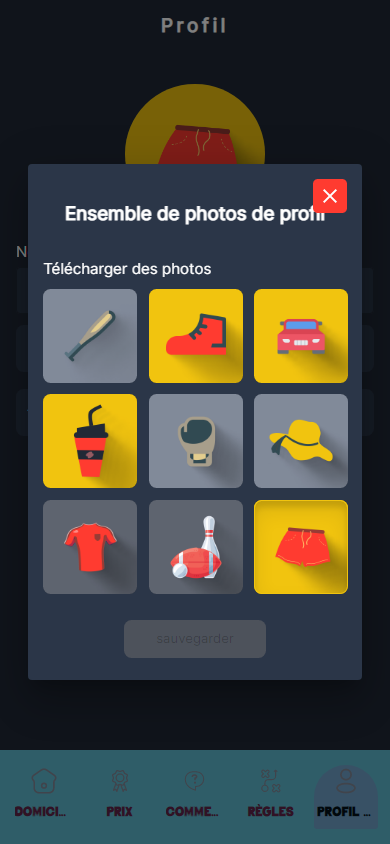 Profil
N
Ensemble de photos de profil
Télécharger des photos
sauvegarder
DOMICI... PRIX COMME... RÈGLES PROFIL ...